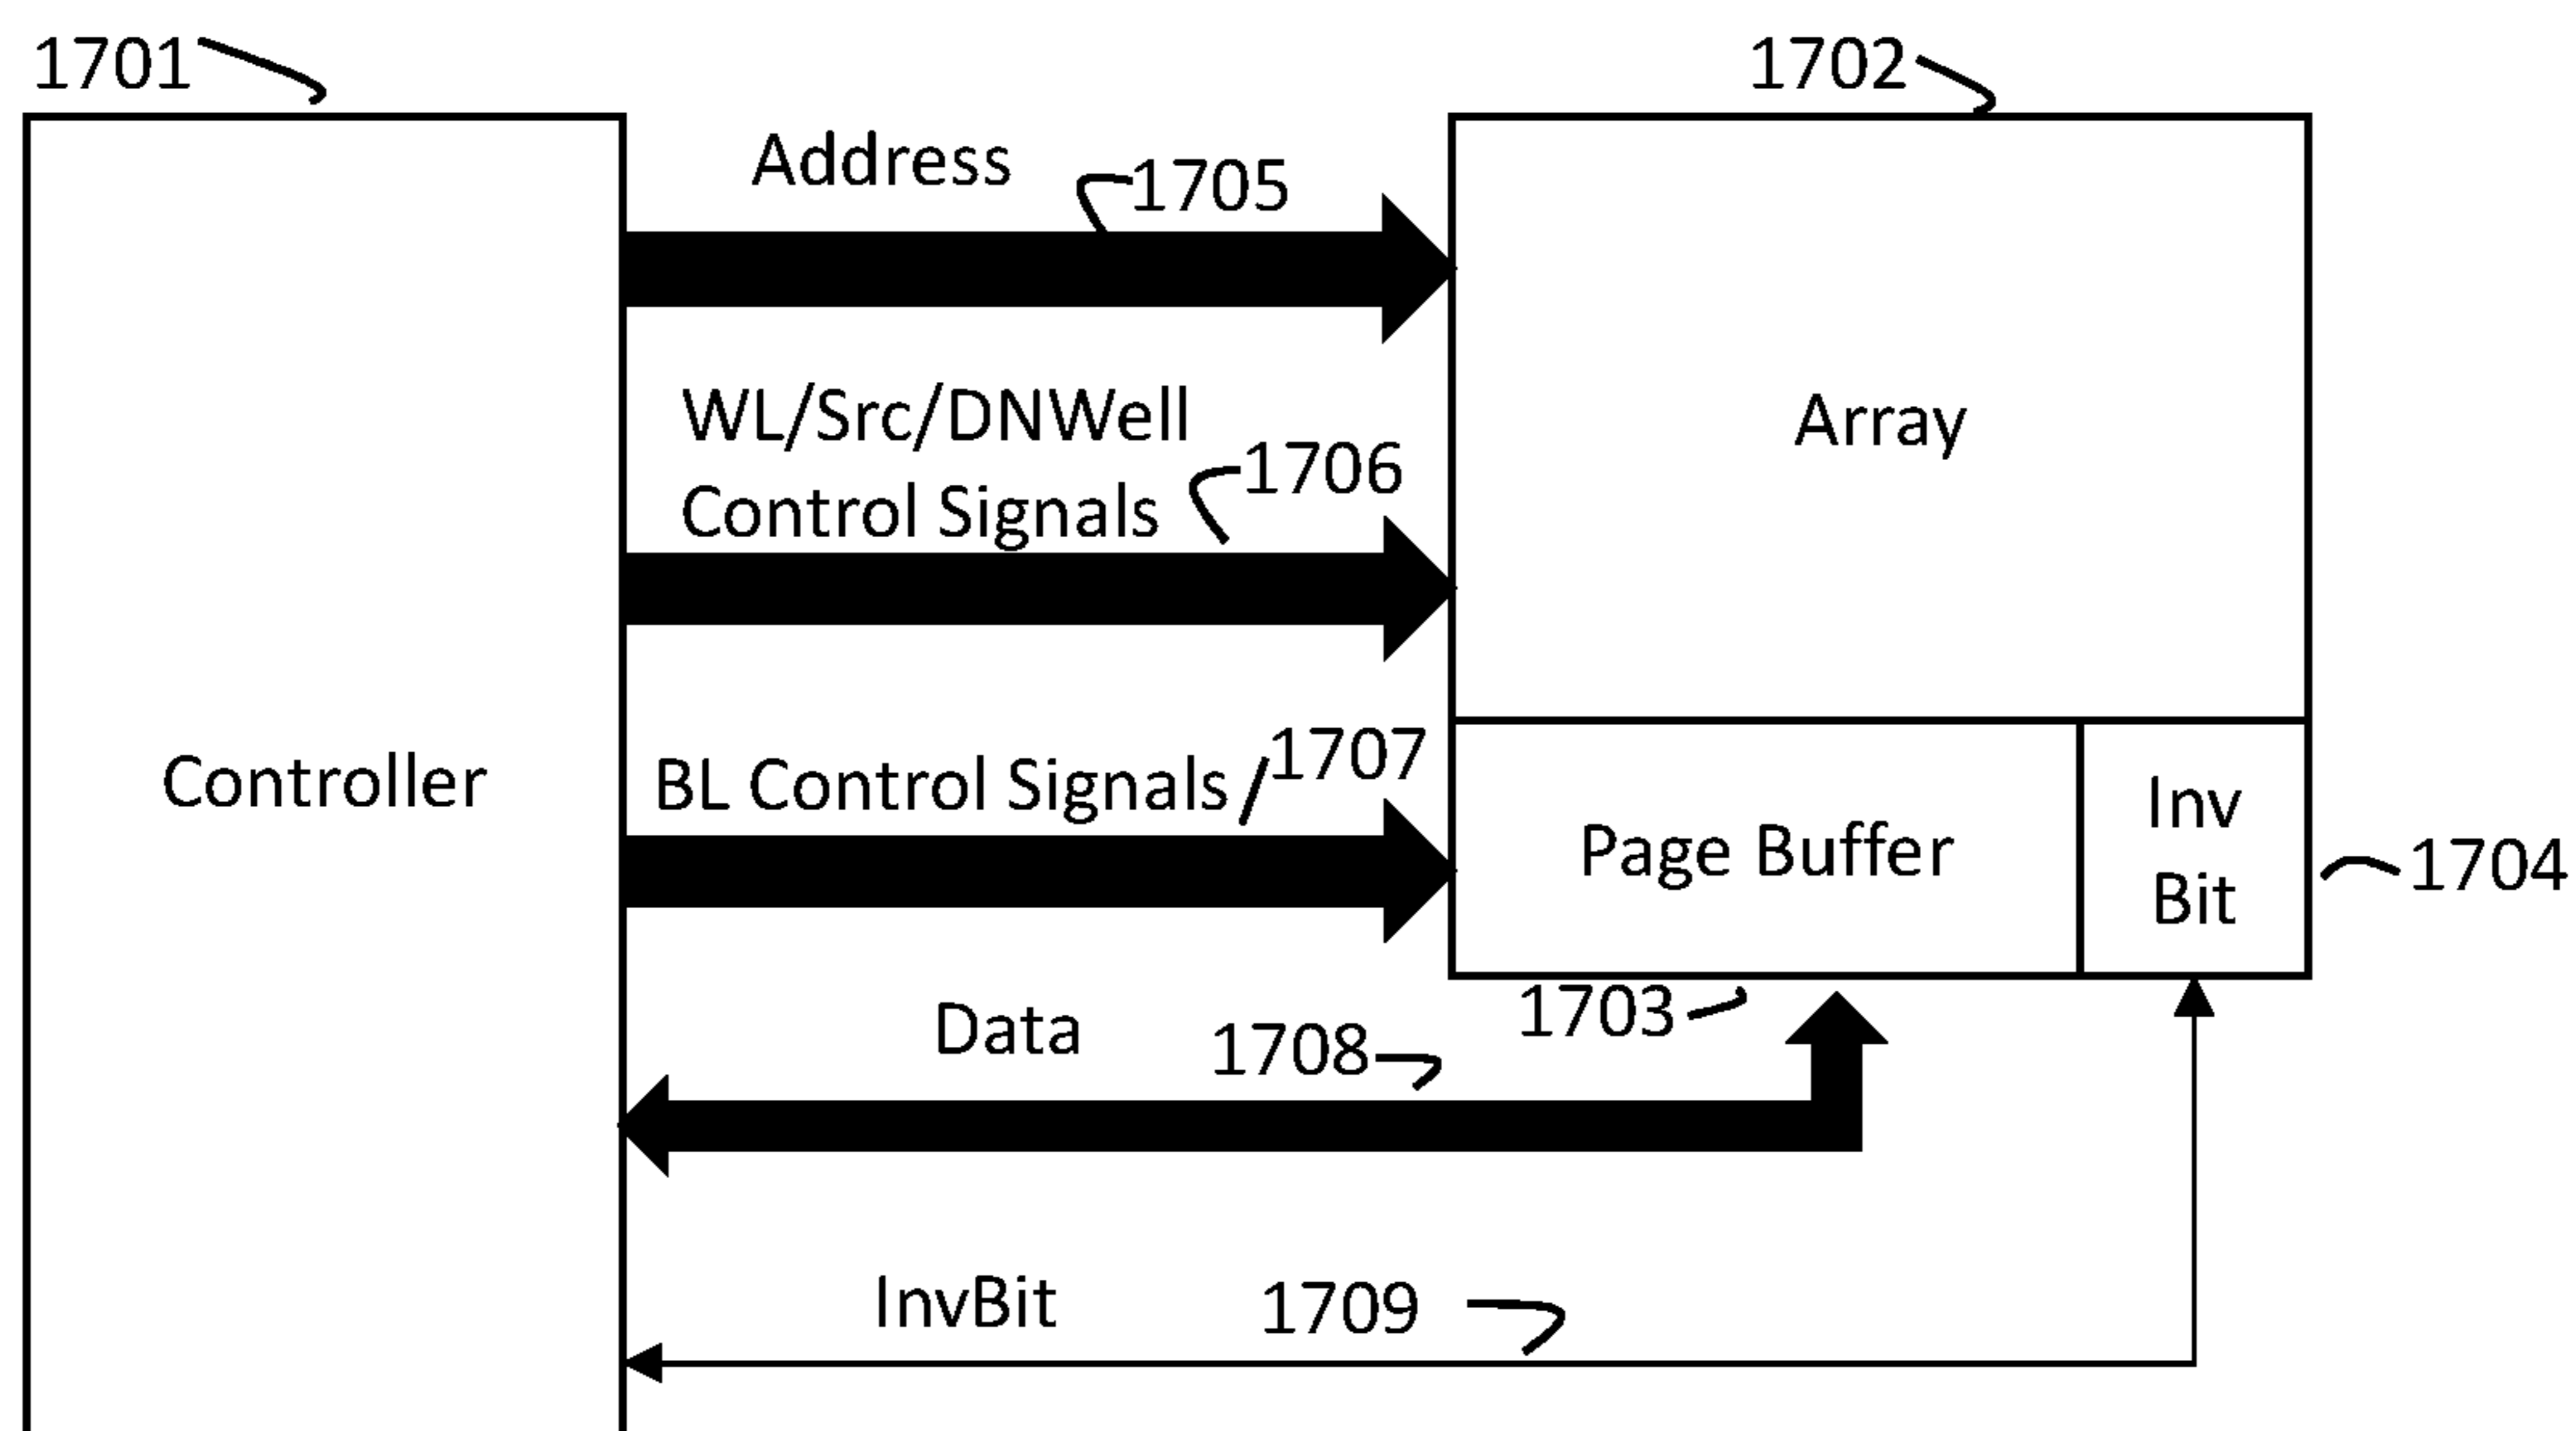 1701
1702
Address
1705
WL/Src/DNWell
Control Signals
1706
Array
Controller
BL Control Signals
1707
Page Buffer
Inv
Bit
1704
1703
Data
1708
InvBit
1709